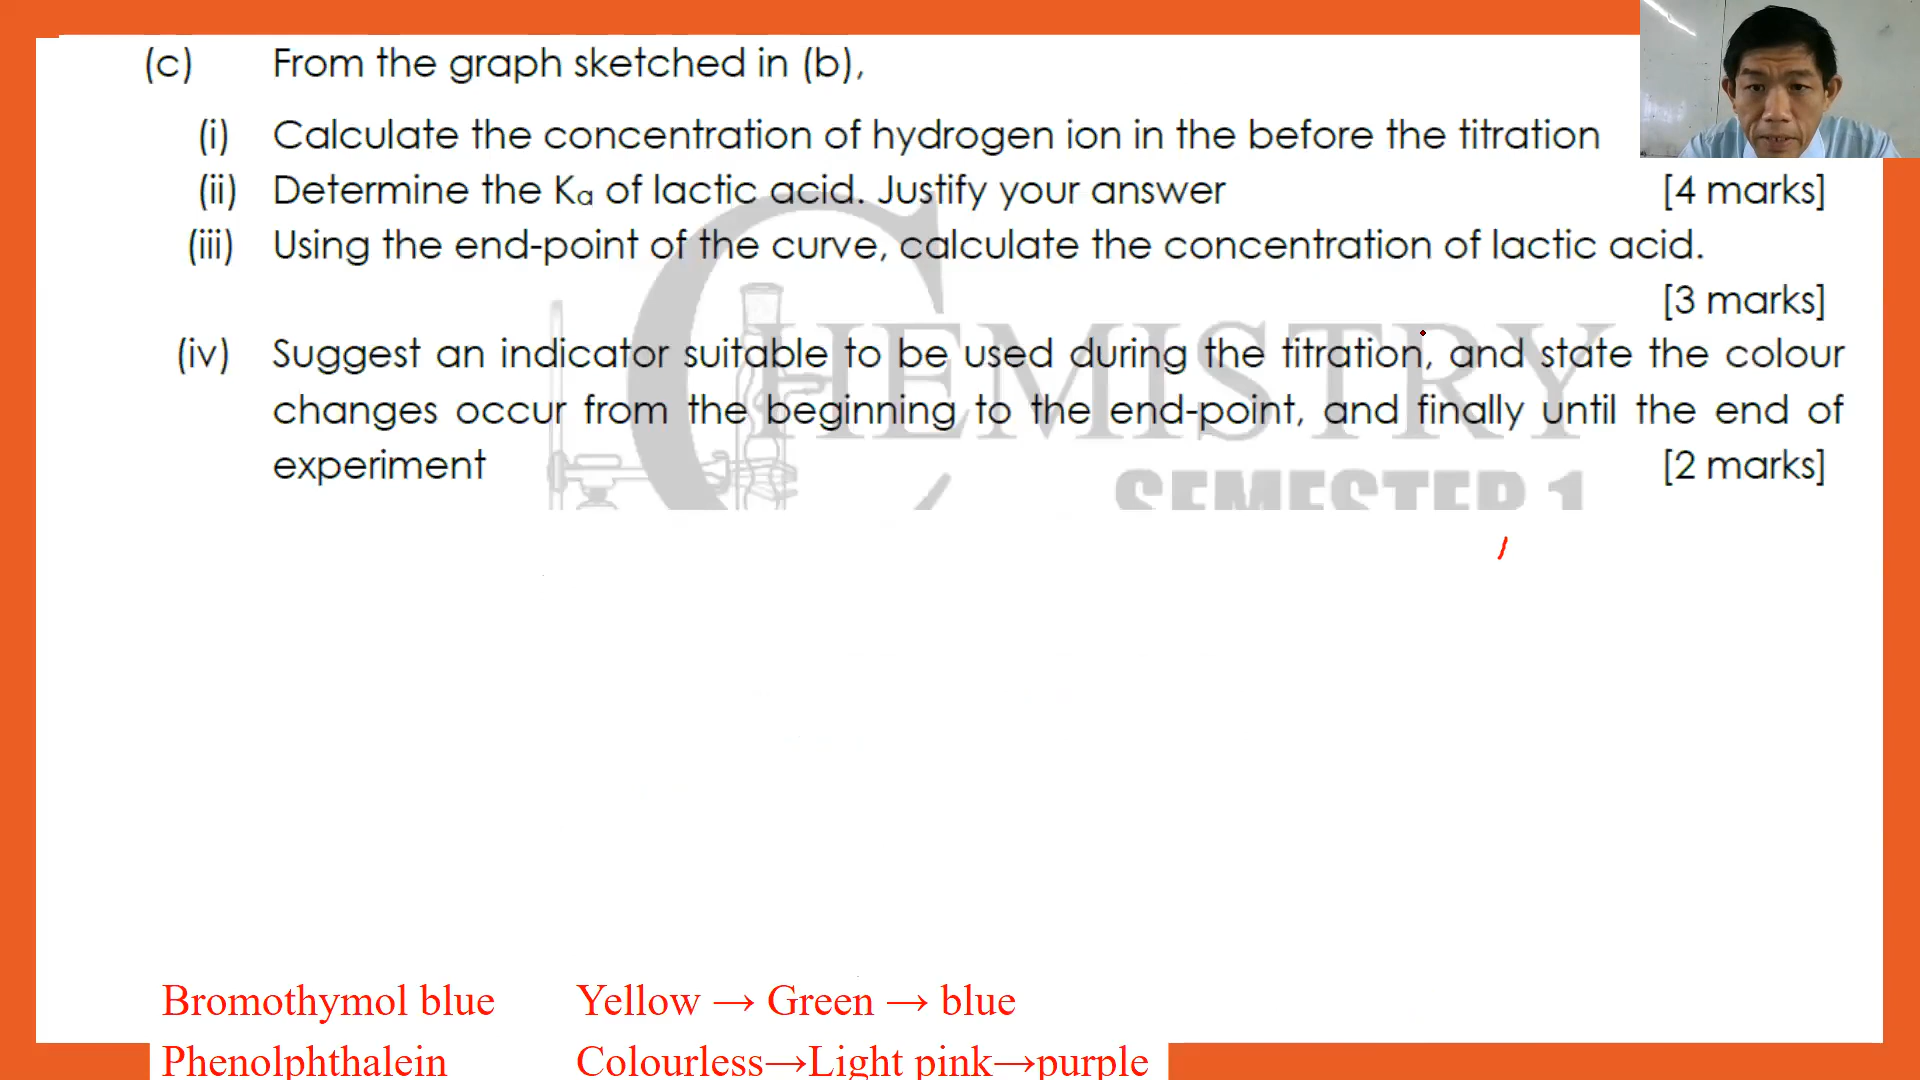 (c) From the graph sketched in (b),
(i) Calculate the concentration of hydrogen ion in the before the titration
(ii) Determine the Ka of lactic acid. Justify your answer [4 marks]
(iii) Using the end-point of the curve, calculate the concentration of lactic acid.
[3 marks]
(iv) Suggest an indicator suitable to be used during the titration, and state the colour
changes occur from the beginning to the end-point, and finally until the end of
experiment [2 marks]
CHEMISTRY
SEMESTER 1
Bromothymol blue Yellow → Green → blue
Phenolphthalein Colourless→Light pink→purple